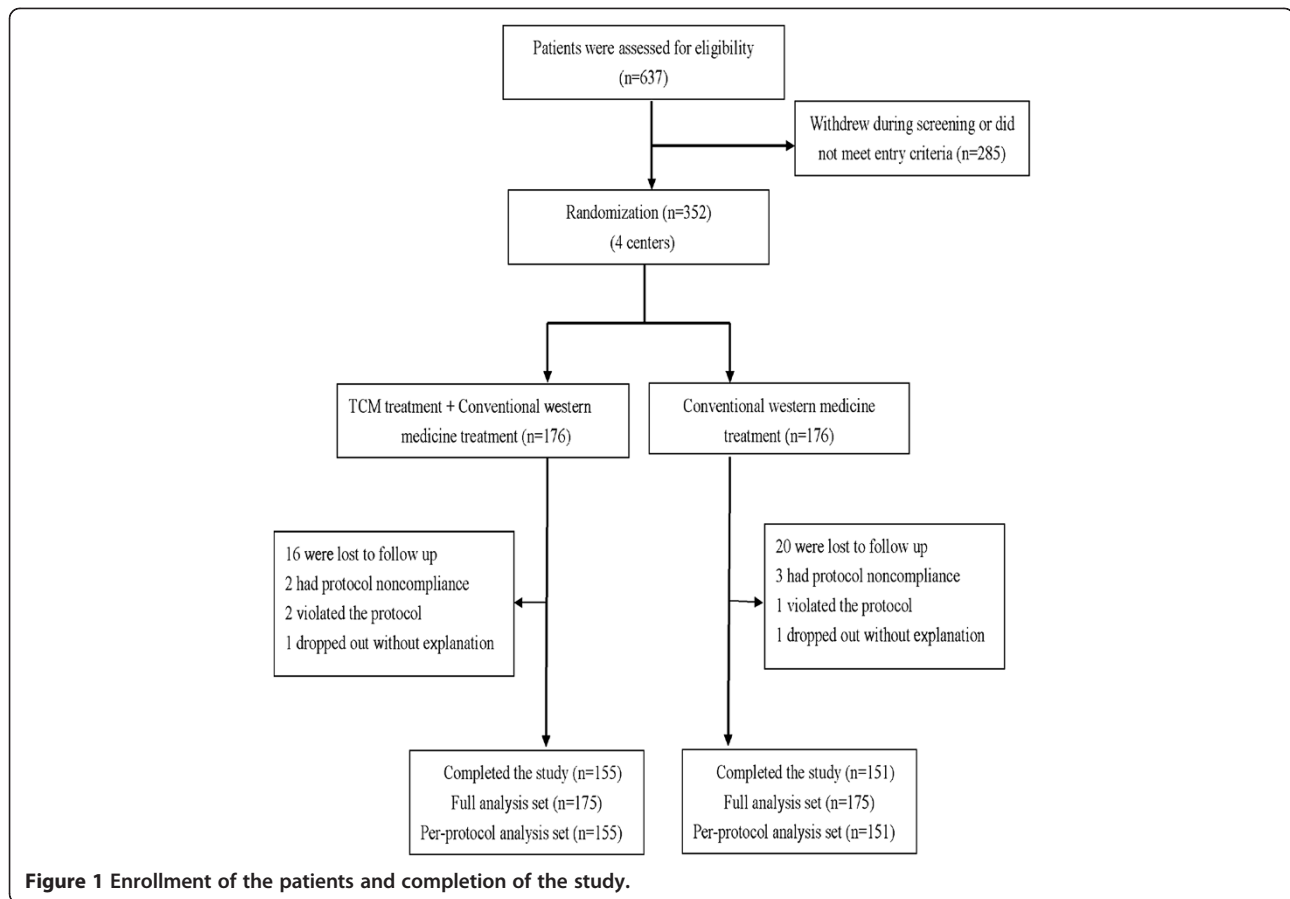 Patients were assessed for eligibility
(n=637)
Withdrew during screening or did
not meet entry criteria (n=285)
Randomization (n=352)
(4 centers)
TCM treatment + Conventional western
medicine treatment (n=176)
Conventional western medicine
treatment (n=176)
16 were lost to follow up
2 had protocol noncompliance
2 violated the protocol
1 dropped out without explanation
20 were lost to follow up
3 had protocol noncompliance
1 violated the protocol
1 dropped out without explanation
Completed the study (n=155)
Full analysis set (n=175)
Per-protocol analysis set (n=155)
Completed the study (n=151)
Full analysis set (n=175)
Per-protocol analysis set (n=151)
Figure 1 Enrollment of the patients and completion of the study.